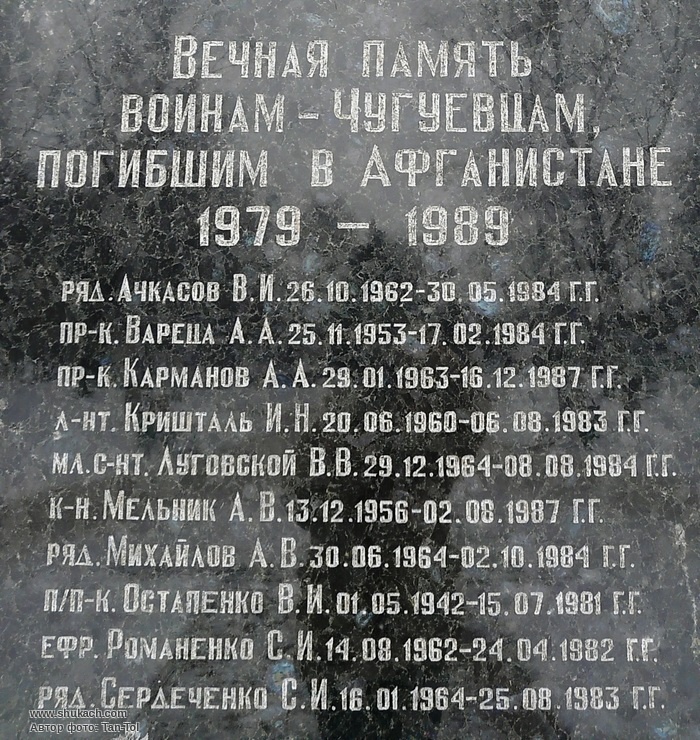 Вечная память
воинам – Чугуевцам,
погибшим в Афганистане
1979 – 1989
ряд. Ачкасов В.И. 26.10.1962-30.05.1984 г.г.
пр-к. Вареца А.А. 25.11.1953-17.02.1984 г.г.
пр-к. Карманов А.А. 29.01.1963-16.12.1987 г.г.
л-нт. Кришталь И.Н. 20.06.1960-06.08.1983 г.г.
мл.с-нт. Луговской В.В. 29.12.1964-08.08.1984 г.г.
к-н. Мельник А.В. 13.12.1956-02.08.1987 г.г.
ряд. Михайлов А.В. 30.06.1964-02.10.1984 г.г.
п/п-к. Остапенко В.И. 01.05.1942-15.07.1981 г.г.
ефр. Романенко С.И. 14.08.1962-24.04.1982 г.г.
ряд. Сердеченко С.И. 16.01.1964-25.08.1983 г.г.
www.shukach.com
Автор фото: Tan-Tol